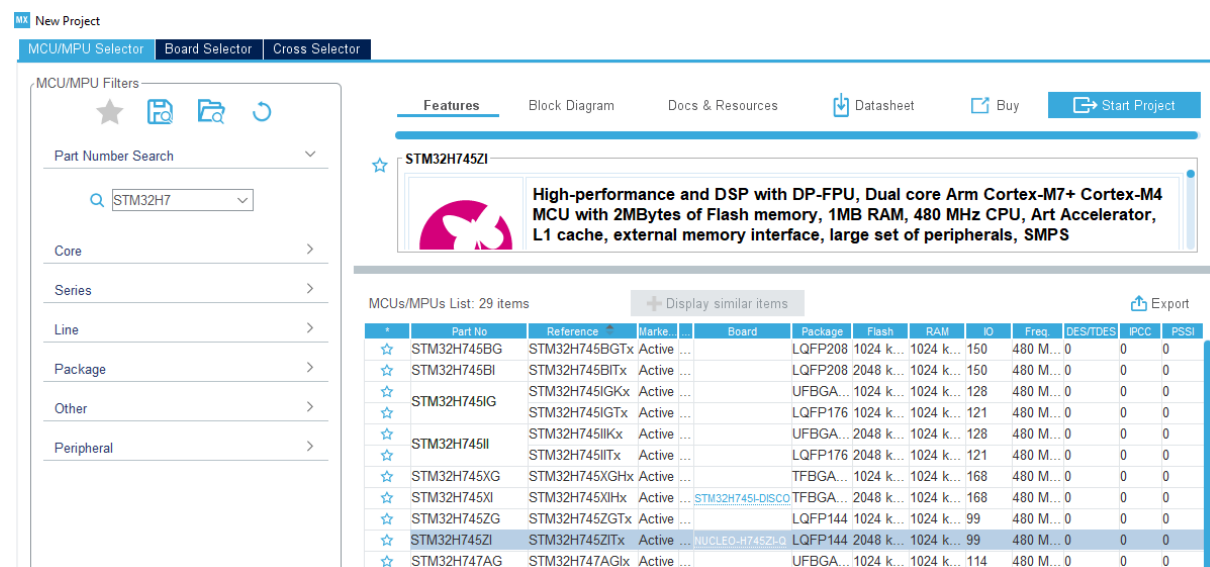 MX New Project
MCU/MPU Selector Board Selector Cross Selector
MCU/MPU Filters
Features Block Diagram Docs & Resources Datasheet Buy Start Project
Part Number Search
STM32H7
Core
Series
Line
Package
Other
Peripheral
STM32H745ZI
High-performance and DSP with DP-FPU, Dual core Arm Cortex-M7+ Cortex-M4
MCU with 2MBytes of Flash memory, 1MB RAM, 480 MHz CPU, Art Accelerator,
L1 cache, external memory interface, large set of peripherals, SMPS
MCUs/MPUs List: 29 items + Display similar items Export
* Part No Reference Marke... ... Board Package Flash RAM IO Freq. DES/TDES IPCC PSSI
STM32H745BG STM32H745BGTx Active ... LQFP208 1024 k... 1024 k... 150 480 M... 0 0 0
STM32H745BI STM32H745BITx Active ... LQFP208 2048 k... 1024 k... 150 480 M... 0 0 0
STM32H745IG STM32H745IGKx Active ... UFBGA... 1024 k... 1024 k... 128 480 M... 0 0 0
STM32H745IGTx Active ... LQFP176 1024 k... 1024 k... 121 480 M... 0 0 0
STM32H745II STM32H745IIKx Active ... UFBGA... 2048 k... 1024 k... 128 480 M... 0 0 0
STM32H745IITx Active ... LQFP176 2048 k... 1024 k... 121 480 M... 0 0 0
STM32H745XG STM32H745XGHx Active ... TFBGA... 1024 k... 1024 k... 168 480 M... 0 0 0
STM32H745XI STM32H745XIHx Active ... STM32H745I-DISCO TFBGA... 2048 k... 1024 k... 168 480 M... 0 0 0
STM32H745ZG STM32H745ZGTx Active ... LQFP144 1024 k... 1024 k... 99 480 M... 0 0 0
STM32H745ZI STM32H745ZITx Active ... NUCLEO-H745ZI-Q LQFP144 2048 k... 1024 k... 99 480 M... 0 0 0
STM32H747AG STM32H747AGIx Active ... UFBGA... 1024 k... 1024 k... 114 480 M... 0 0 0